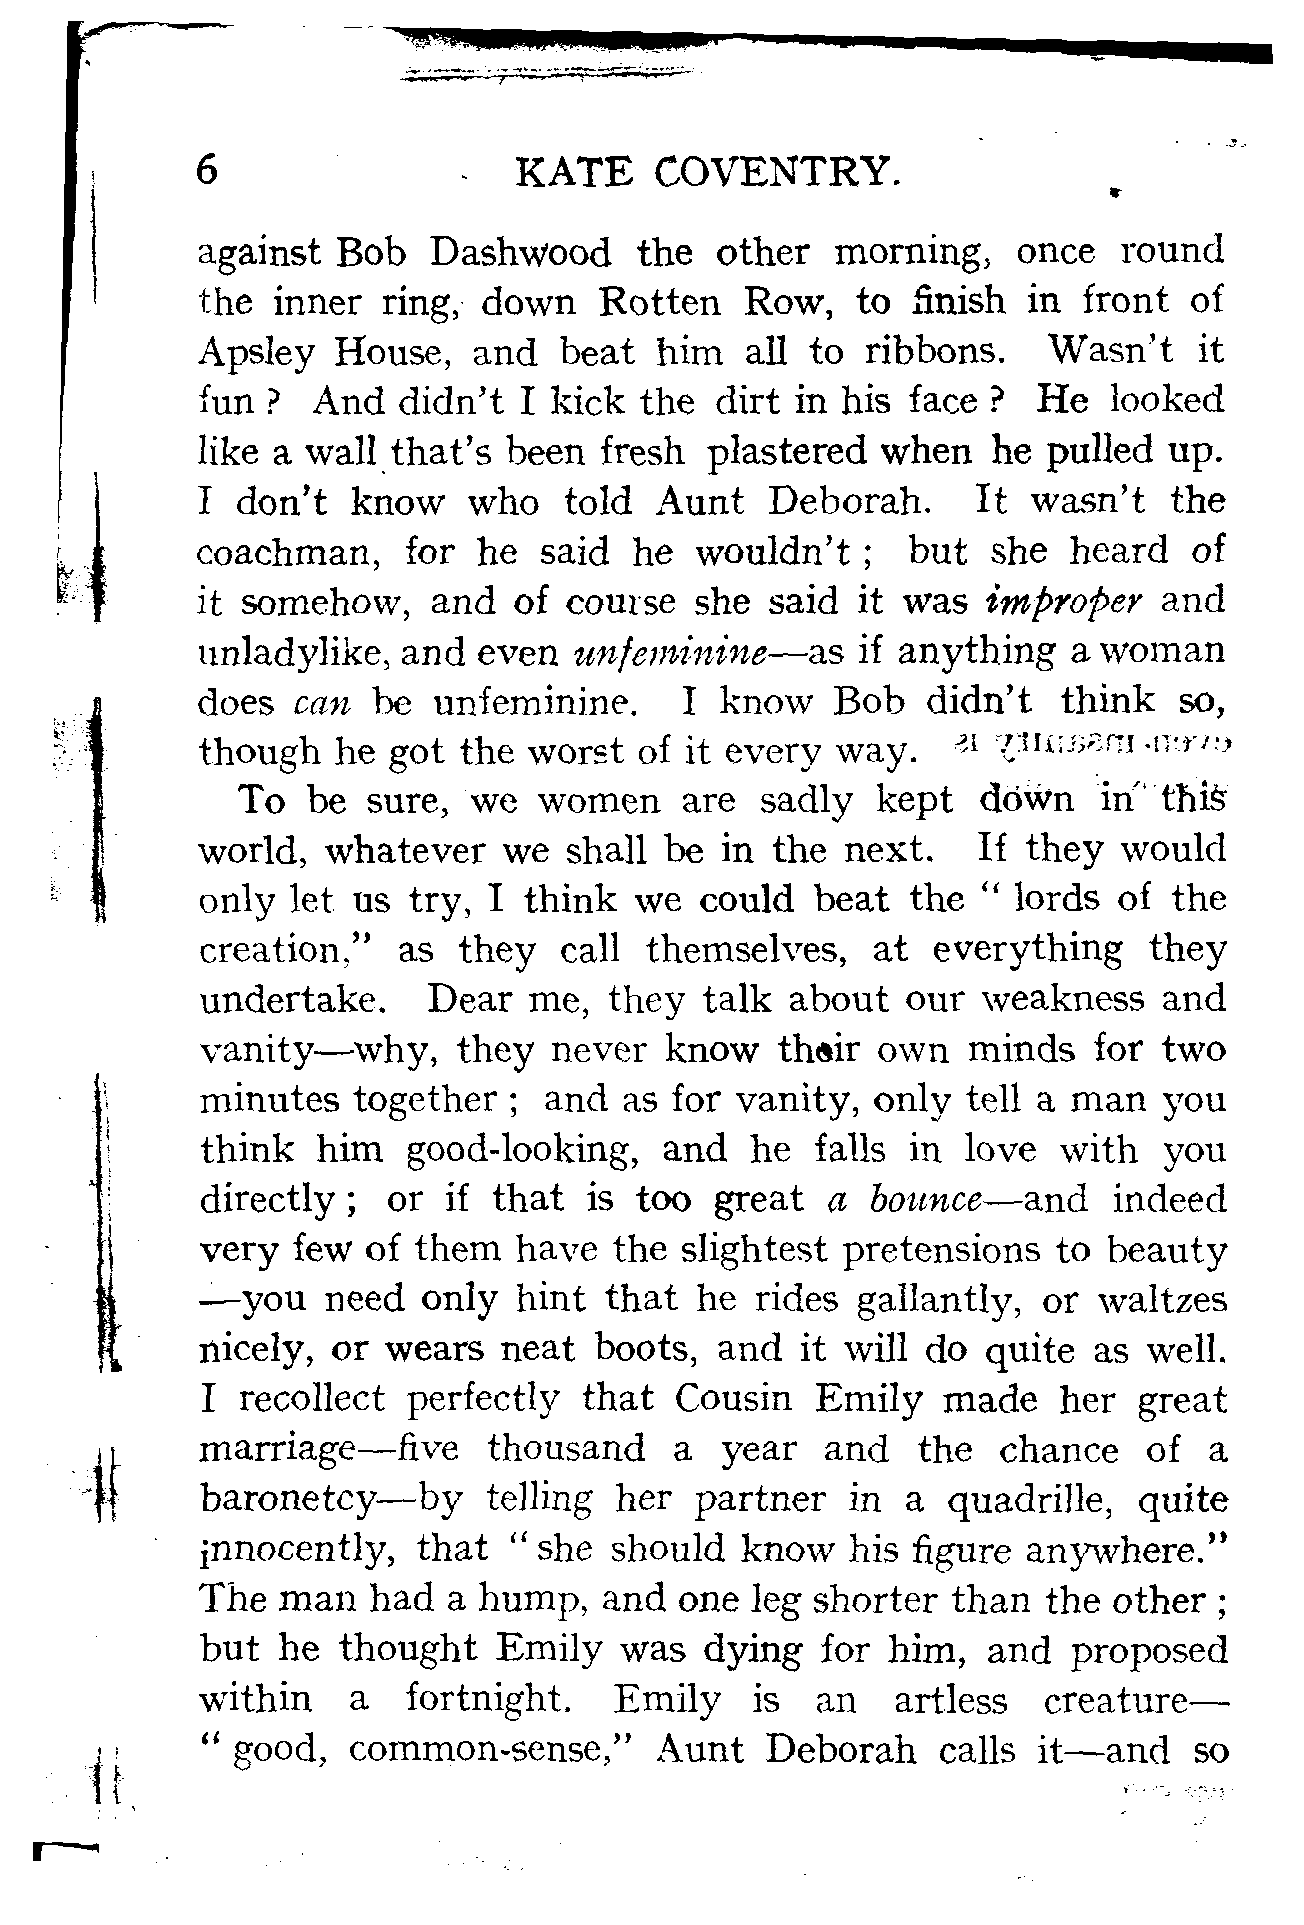 6 KATE COVENTRY.
against Bob Dashwood the other morning, once round
the inner ring, down Rotten Row, to finish in front of
Apsley House, and beat him all to ribbons. Wasn't it
fun ? And didn't I kick the dirt in his face ? He looked
like a wall that's been fresh plastered when he pulled up.
I don't know who told Aunt Deborah. It wasn't the
coachman, for he said he wouldn't ; but she heard of
it somehow, and of course she said it was improper and
unladylike, and even unfeminine—as if anything a woman
does can be unfeminine. I know Bob didn't think so,
though he got the worst of it every way.
To be sure, we women are sadly kept down in this
world, whatever we shall be in the next. If they would
only let us try, I think we could beat the “ lords of the
creation,” as they call themselves, at everything they
undertake. Dear me, they talk about our weakness and
vanity—why, they never know their own minds for two
minutes together ; and as for vanity, only tell a man you
think him good-looking, and he falls in love with you
directly ; or if that is too great a bounce—and indeed
very few of them have the slightest pretensions to beauty
—you need only hint that he rides gallantly, or waltzes
nicely, or wears neat boots, and it will do quite as well.
I recollect perfectly that Cousin Emily made her great
marriage—five thousand a year and the chance of a
baronetcy—by telling her partner in a quadrille, quite
innocently, that “ she should know his figure anywhere.”
The man had a hump, and one leg shorter than the other ;
but he thought Emily was dying for him, and proposed
within a fortnight. Emily is an artless creature—
“ good, common-sense,” Aunt Deborah calls it—and so